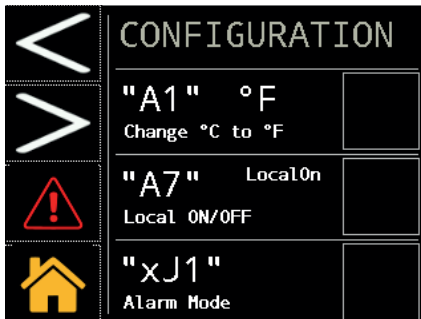 CONFIGURATION
"A1" °F
Change °C to °F
"A7" LocalOn
Local ON/OFF
"xJ1"
Alarm Mode